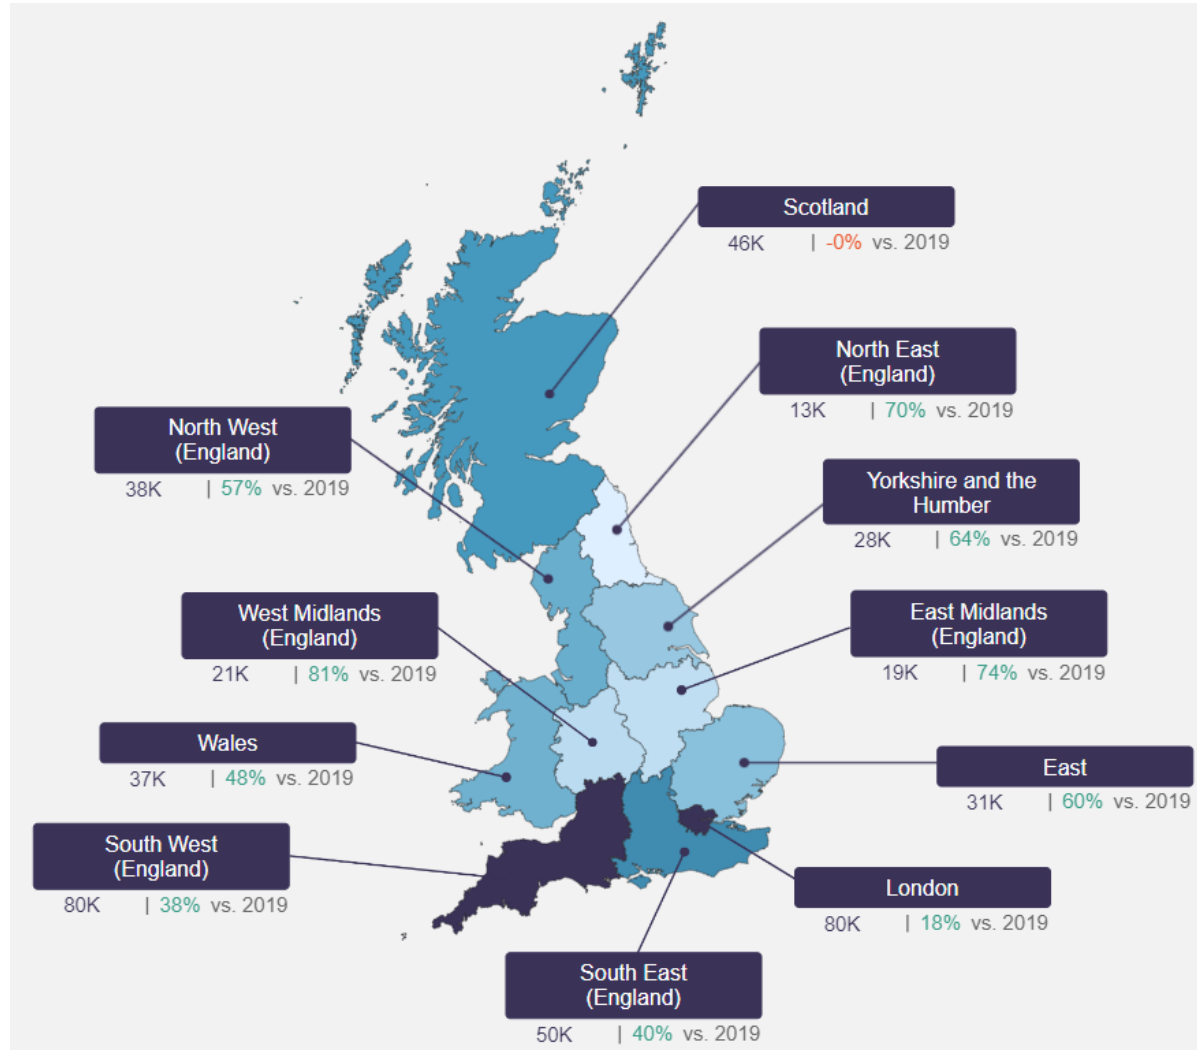 Scotland
46K | -0% vs. 2019
North East
(England)
13K | 70% vs. 2019
North West
(England)
38K | 57% vs. 2019
Yorkshire and the
Humber
28K | 64% vs. 2019
West Midlands
(England)
21K | 81% vs. 2019
East Midlands
(England)
19K | 74% vs. 2019
Wales
37K | 48% vs. 2019
East
31K | 60% vs. 2019
South West
(England)
80K | 38% vs. 2019
London
80K | 18% vs. 2019
South East
(England)
50K | 40% vs. 2019